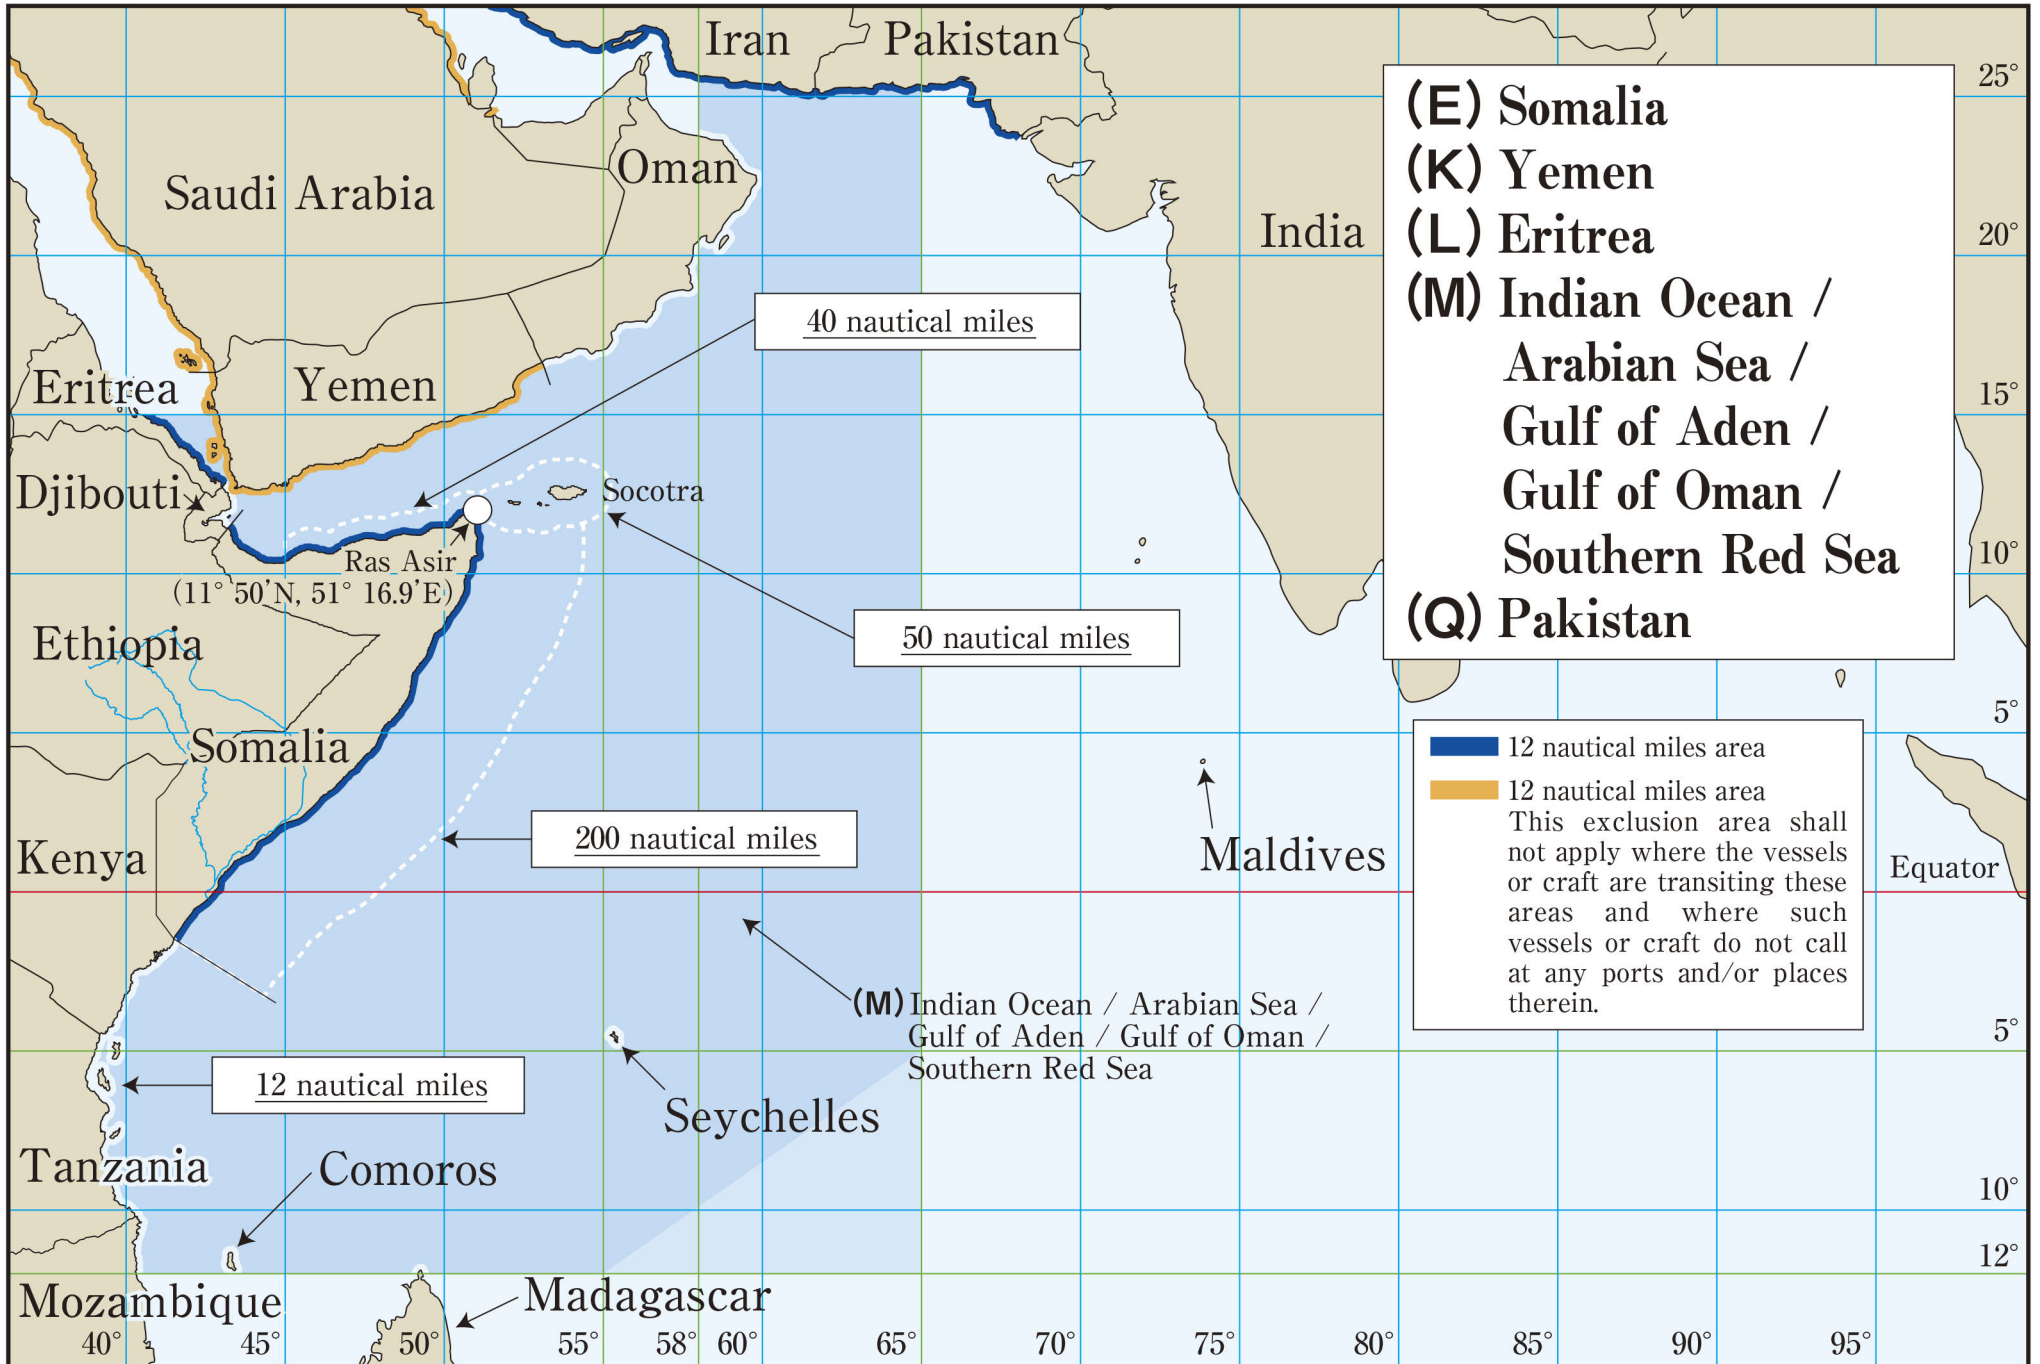 Iran
Pakistan
25°
(E) Somalia
(K) Yemen
(L) Eritrea
(M) Indian Ocean /
Arabian Sea /
Gulf of Aden /
Gulf of Oman /
Southern Red Sea
(Q) Pakistan
Oman
Saudi Arabia
India
20°
40 nautical miles
Eritrea
Yemen
15°
Djibouti
Socotra
Ras Asir
(11° 50’N, 51° 16.9’E)
10°
Ethiopia
50 nautical miles
5°
Somalia
12 nautical miles area
12 nautical miles area
This exclusion area shall
not apply where the vessels
or craft are transiting these
areas and where such
vessels or craft do not call
at any ports and/or places
therein.
200 nautical miles
Kenya
Maldives
Equator
(M) Indian Ocean / Arabian Sea /
Gulf of Aden / Gulf of Oman /
Southern Red Sea
5°
12 nautical miles
Seychelles
Tanzania
Comoros
10°
12°
Mozambique
Madagascar
40° 45° 50° 55° 58° 60° 65° 70° 75° 80° 85° 90° 95°